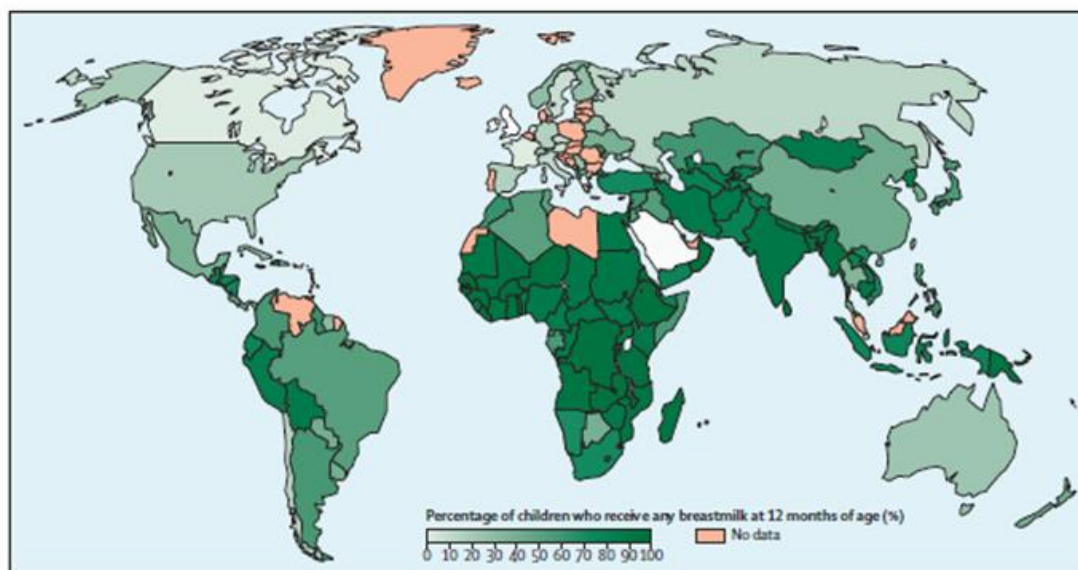 Percentage of children who receive any breastmilk at 12 months of age (%)
0 10 20 30 40 50 60 70 80 90 100
No data